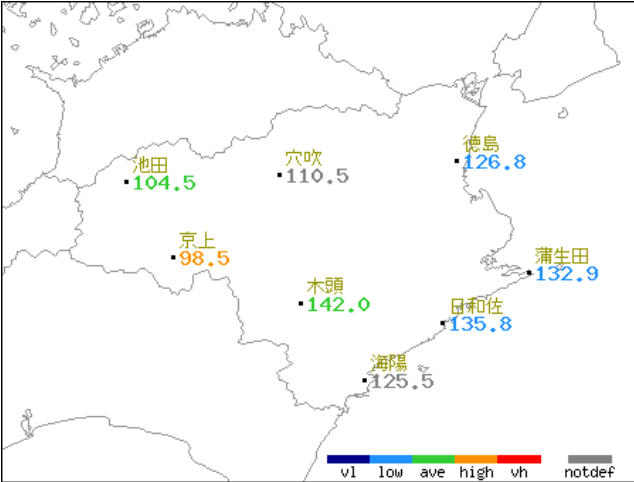 徳島
126.8
穴吹
110.5
池田
104.5
京上
98.5
蒲生田
132.9
木頭
142.0
日和佐
135.8
海陽
125.5
vl low ave high vh notdef